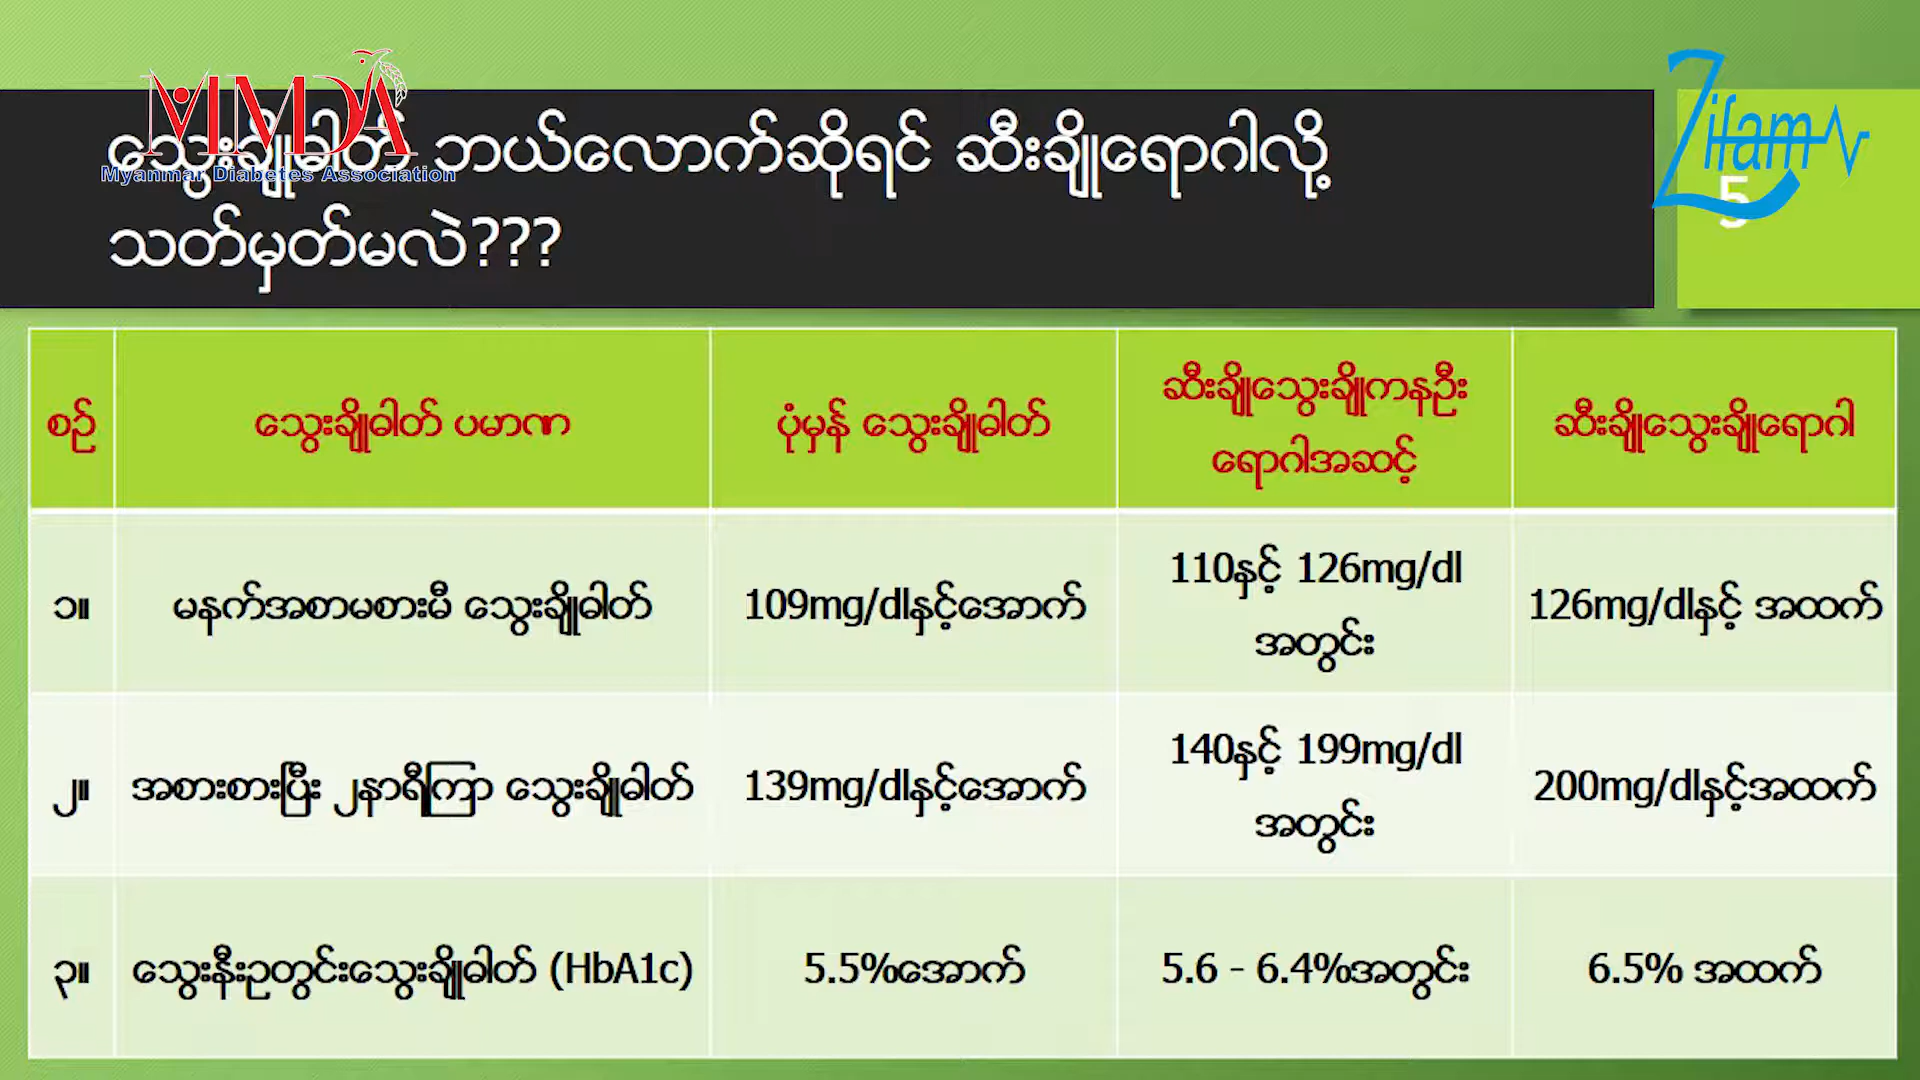 MMDA
Myanmar Diabetes Association
Zifam
သွေးချိုဓါတ် ဘယ်လောက်ဆိုရင် ဆီးချိုရောဂါလို့
သတ်မှတ်မလဲ???
5
စဉ်
သွေးချိုဓါတ် ပမာဏ
ပုံမှန် သွေးချိုဓါတ်
ဆီးချိုသွေးချိုကနဦး
ရောဂါအဆင့်
ဆီးချိုသွေးချိုရောဂါ
၁။
မနက်အစာမစားမီ သွေးချိုဓါတ်
109mg/dlနှင့်အောက်
110နှင့် 126mg/dl
အတွင်း
126mg/dlနှင့် အထက်
၂။
အစားစားပြီး ၂နာရီကြာ သွေးချိုဓါတ်
139mg/dlနှင့်အောက်
140နှင့် 199mg/dl
အတွင်း
200mg/dlနှင့်အထက်
၃။
သွေးနီးဥတွင်းသွေးချိုဓါတ် (HbA1c)
5.5%အောက်
5.6 - 6.4%အတွင်း
6.5% အထက်